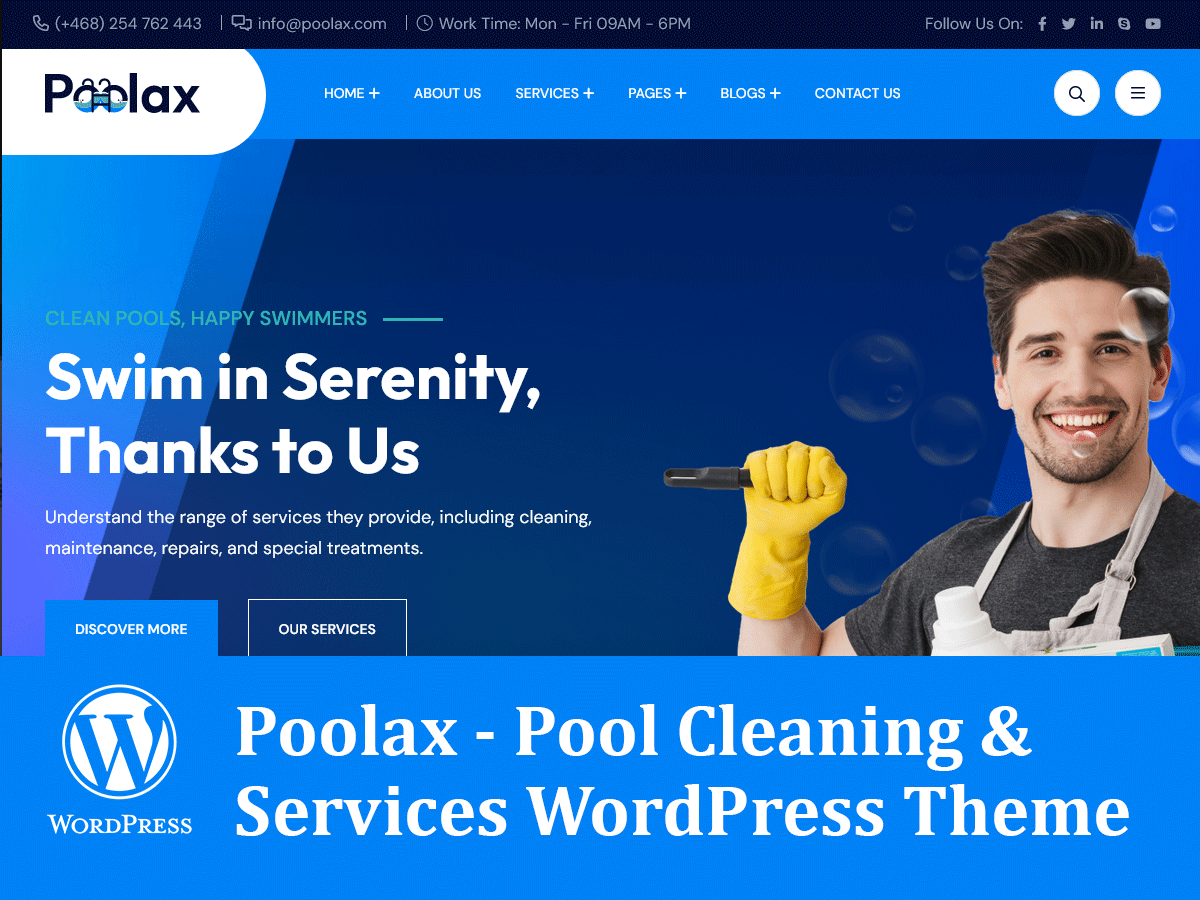 (+468) 254 762 443 info@poolax.com Work Time: Mon - Fri 09AM - 6PM Follow Us On:
Poolax HOME + ABOUT US SERVICES + PAGES + BLOGS + CONTACT US
CLEAN POOLS, HAPPY SWIMMERS
Swim in Serenity,
Thanks to Us
Understand the range of services they provide, including cleaning,
maintenance, repairs, and special treatments.
DISCOVER MORE OUR SERVICES
WORDPRESS
Poolax - Pool Cleaning &
Services WordPress Theme